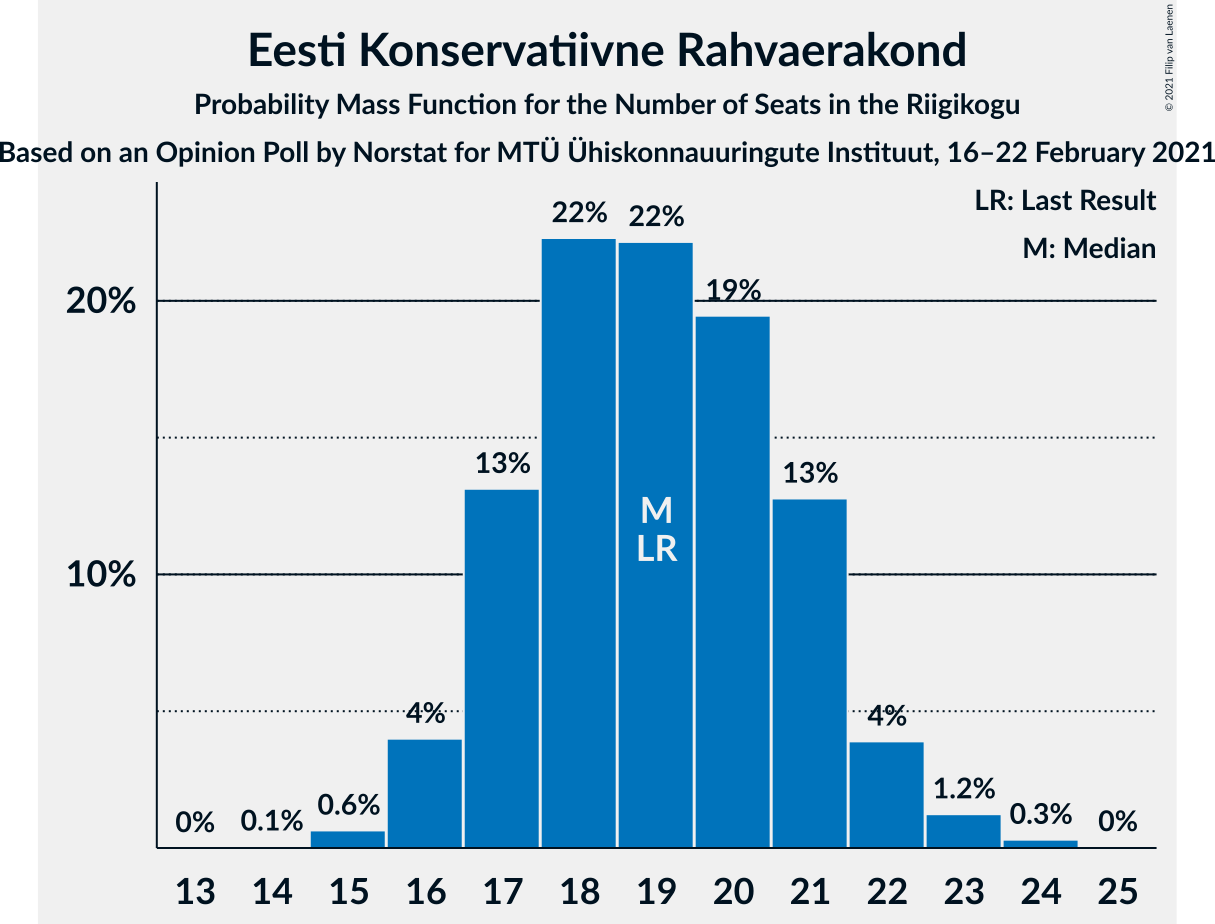 Eesti Konservatiivne Rahvaerakond
Probability Mass Function for the Number of Seats in the Riigikogu
Based on an Opinion Poll by Norstat for MTÜ Ühiskonnauuringute Instituut, 16–22 February 2021
© 2021 Filip van Laenen
LR: Last Result
M: Median
22%
22%
19%
20%
13%
13%
M
LR
10%
4%
4%
0%
0.1%
0.6%
1.2%
0.3%
0%
13 14 15 16 17 18 19 20 21 22 23 24 25